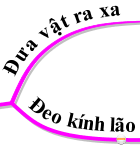 Đưa vật ra xa
Đeo kính lão